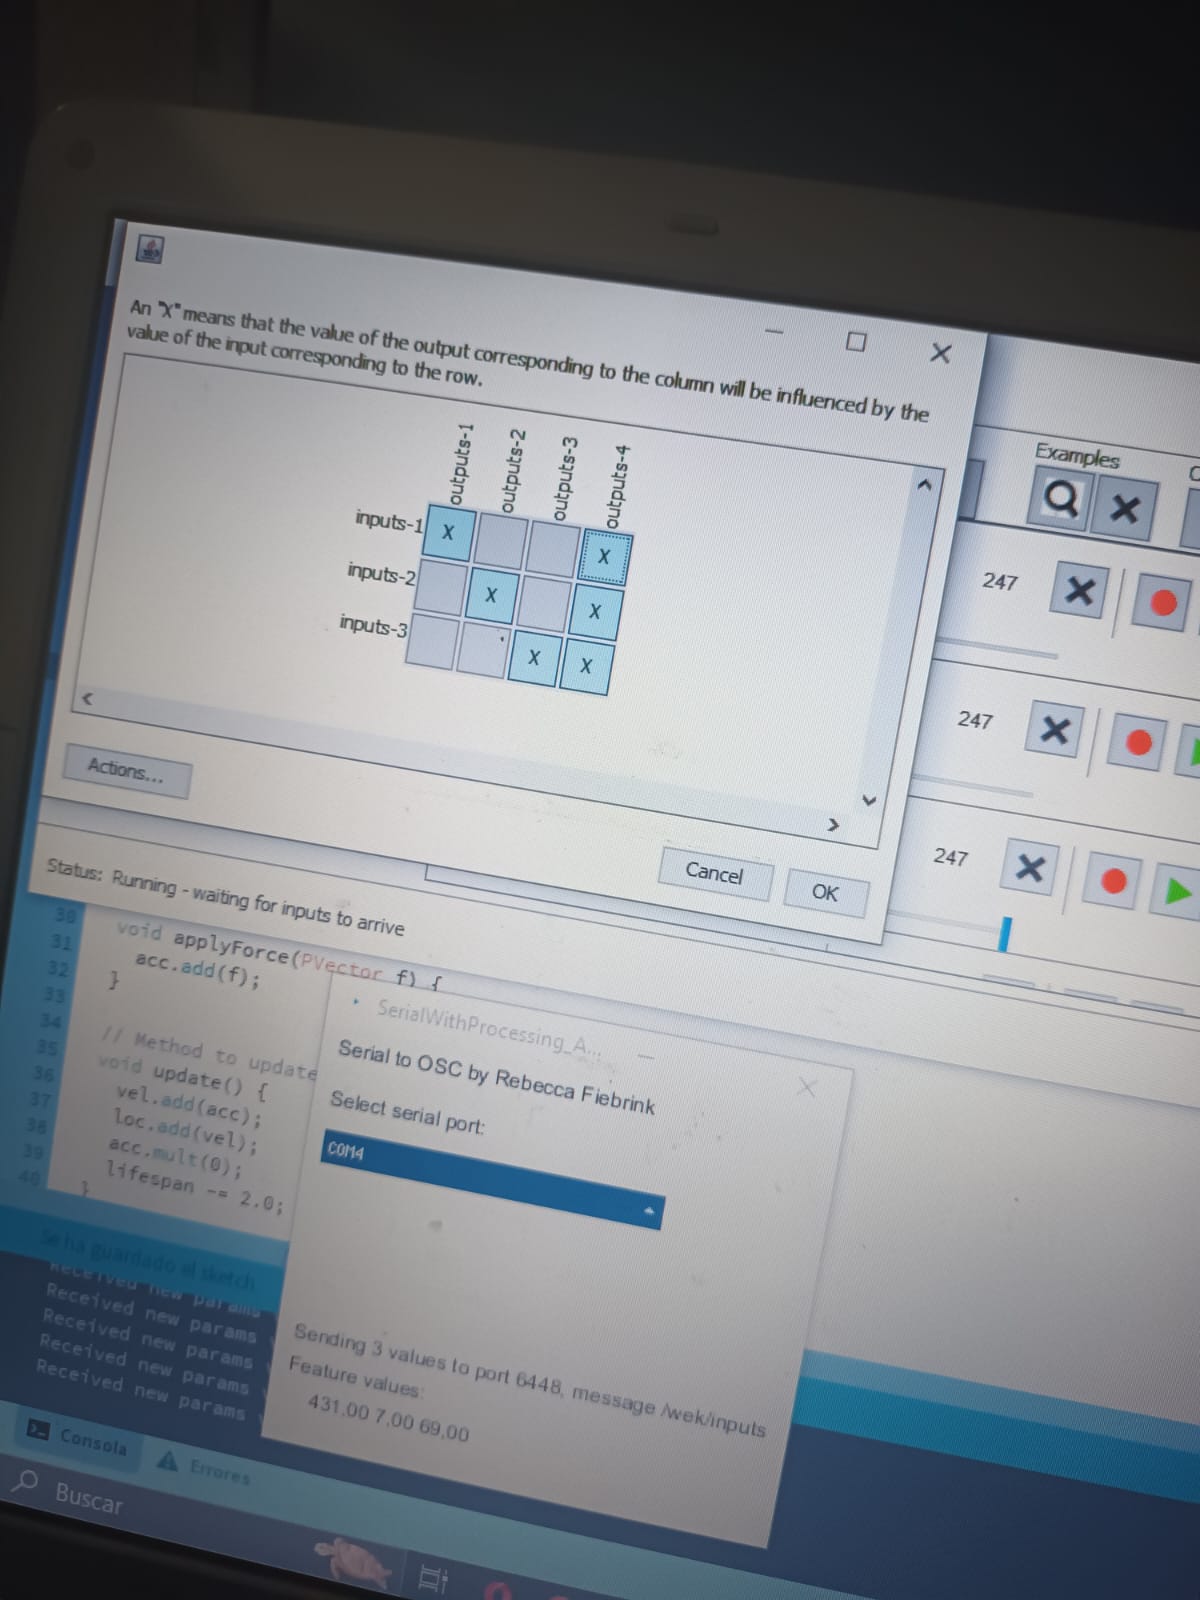 An "X" means that the value of the output corresponding to the column will be influenced by the
value of the input corresponding to the row.
outputs-1
outputs-2
outputs-3
outputs-4
inputs-1
X
X
inputs-2
X
X
inputs-3
X
X
Actions...
Cancel
OK
Examples
247
247
247
Status: Running - waiting for inputs to arrive
30
31
void applyForce(PVector f) {
32
acc.add(f);
33
}
34
35
// Method to update
36
void update() {
37
vel.add(acc);
38
loc.add(vel);
39
acc.mult(0);
40
lifespan -= 2.0;
}
SerialWithProcessing_A...
Serial to OSC by Rebecca Fiebrink
Select serial port:
COM4
Sending 3 values to port 6448, message /wek/inputs
Feature values:
431.00 7.00 69.00
Se ha guardado el sketch
Received new params
Received new params
Received new params
Received new params
Received new params
Consola
Errores
Buscar